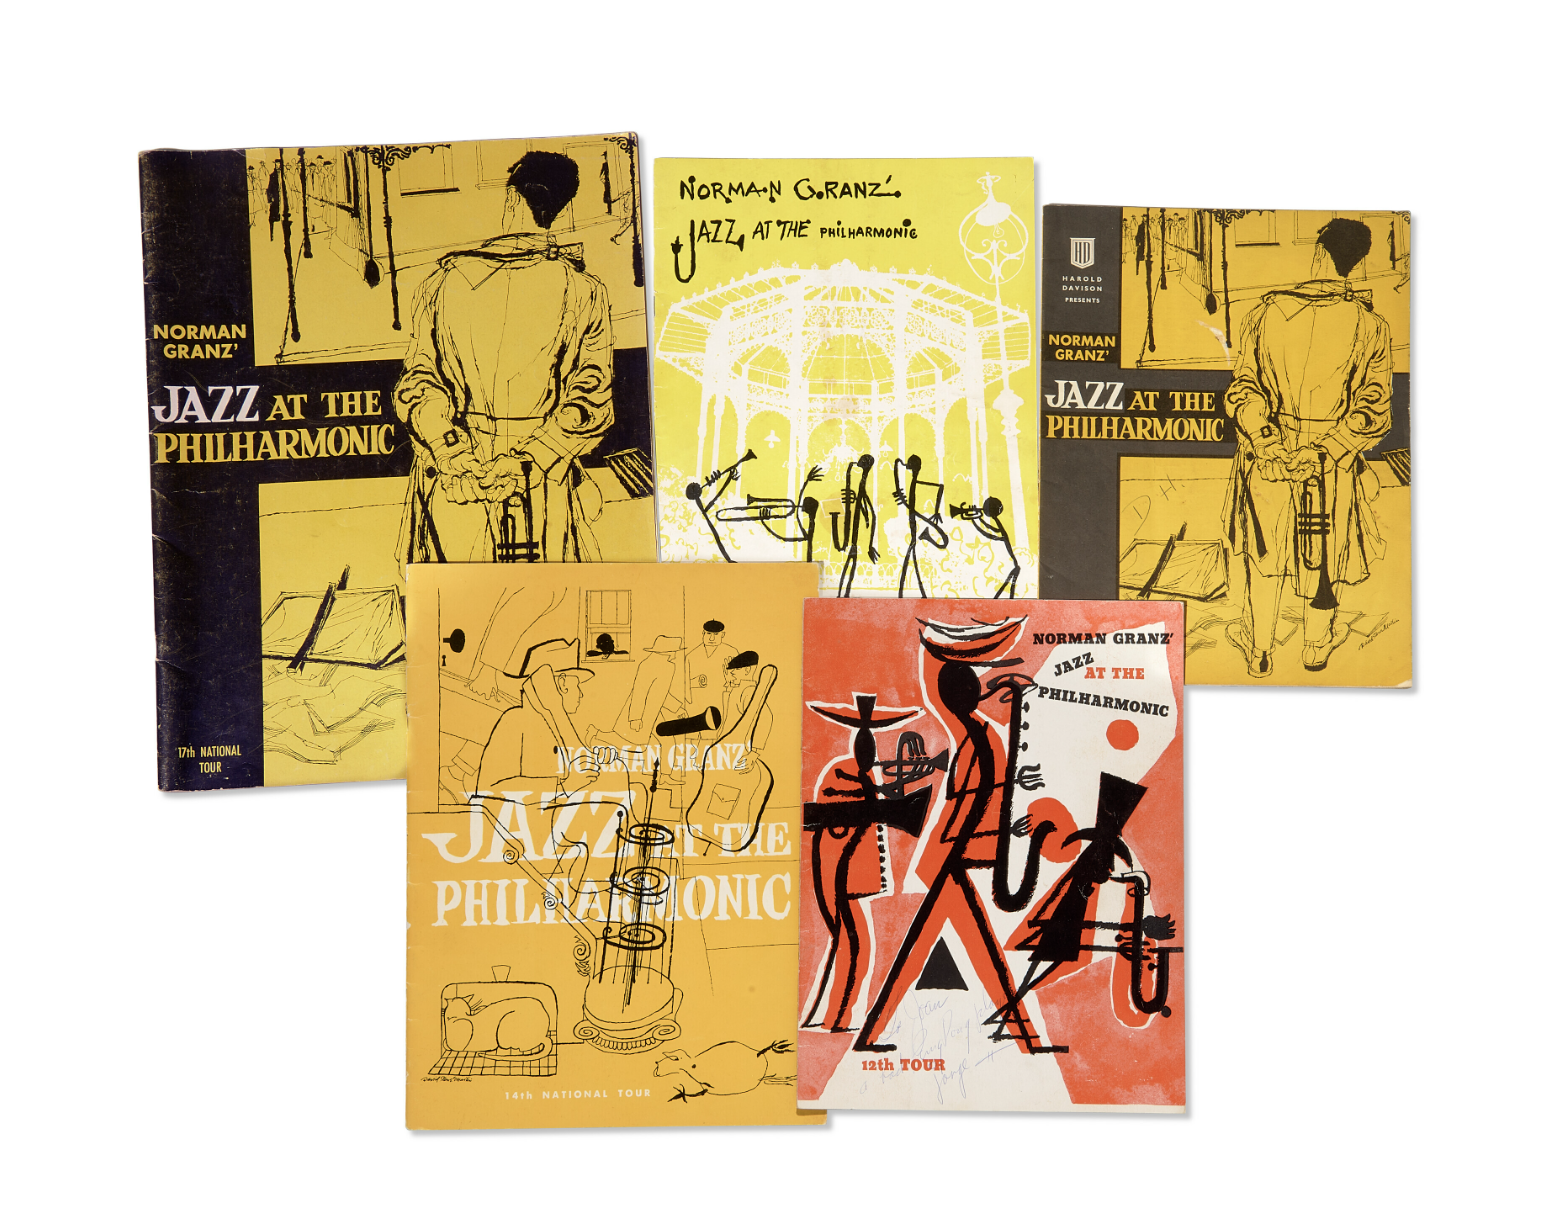 NORMAN
GRANZ'
JAZZ AT THE
PHILHARMONIC
17th NATIONAL
TOUR
NORMAN GRANZ'
JAZZ AT THE PHILHARMONIC
HD
HAROLD
DAVISON
PRESENTS
NORMAN
GRANZ'
JAZZ AT THE
PHILHARMONIC
D.H.
NORMAN GRANZ'
JAZZ AT THE
PHILHARMONIC
14th NATIONAL TOUR
NORMAN GRANZ'
JAZZ
AT THE
PHILHARMONIC
12th TOUR